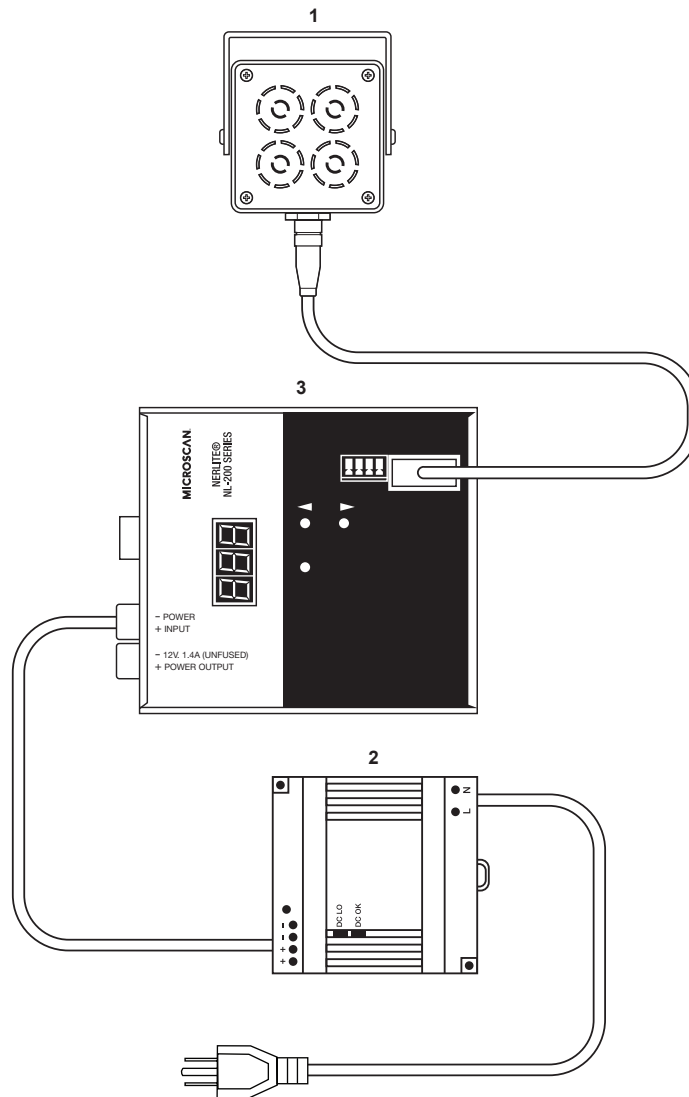 1
3
MICROSCAN.
NERLITE®
NL-200 SERIES
− POWER
+ INPUT
− 12V. 1.4A (UNFUSED)
+ POWER OUTPUT
2
N
L
DC LO
DC OK
-
-
+
+